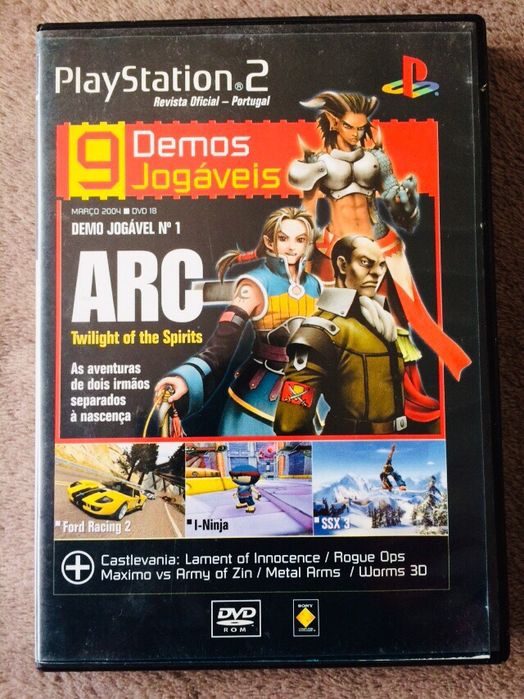 PlayStation®2
Revista Oficial – Portugal
9 Demos
Jogáveis
MARÇO 2004 ■ DVD 18
DEMO JOGÁVEL Nº 1
ARC
Twilight of the Spirits
As aventuras
de dois irmãos
separados
à nascença
Ford Racing 2
I-Ninja
SSX 3
Castlevania: Lament of Innocence / Rogue Ops
Maximo vs Army of Zin / Metal Arms / Worms 3D
DVD
ROM
SONY